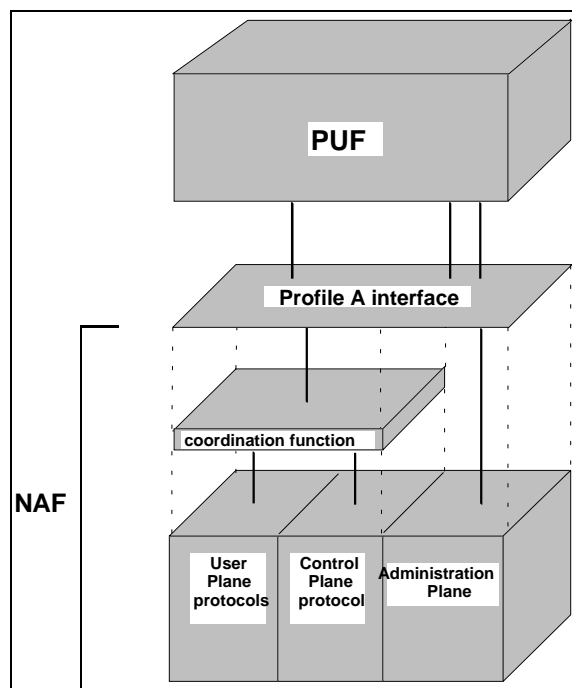 PUF
Profile A interface
coordination function
NAF
User
Plane
protocols
Control
Plane
protocol
Administration
Plane